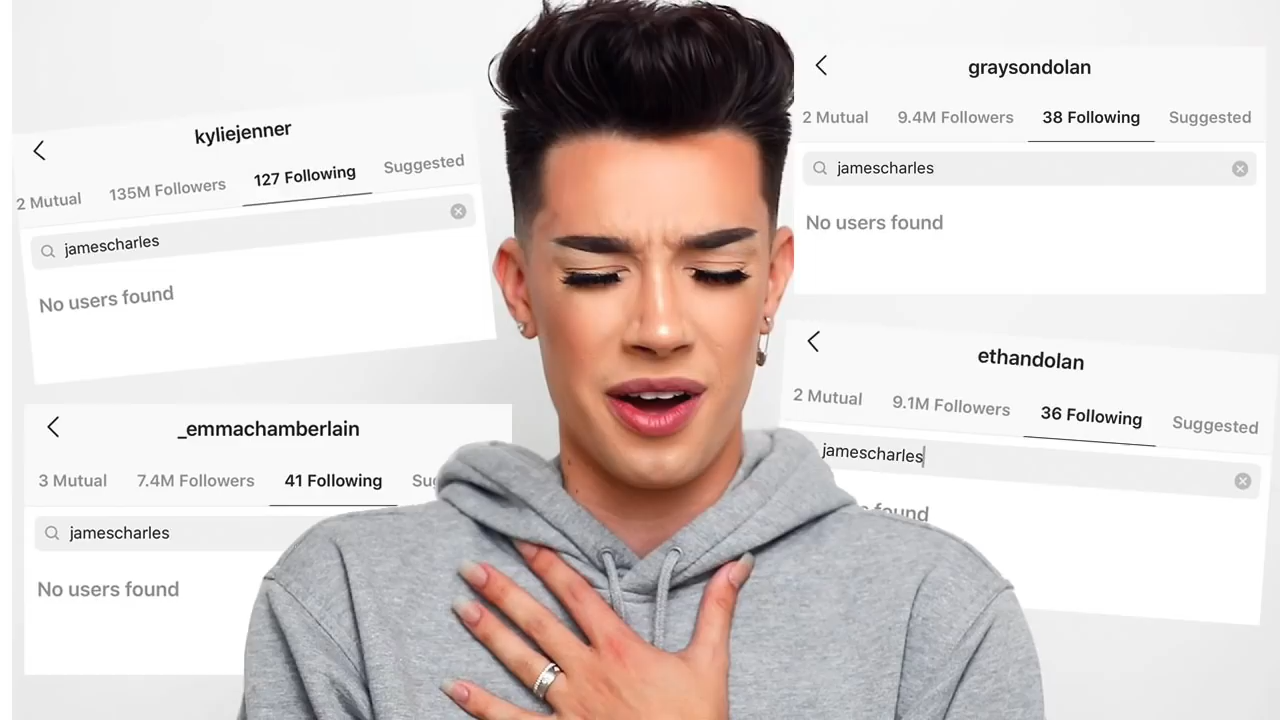 kyliejenner
2 Mutual 135M Followers 127 Following Suggested
jamescharles
No users found
graysondolan
2 Mutual 9.4M Followers 38 Following Suggested
jamescharles
No users found
_emmachamberlain
3 Mutual 7.4M Followers 41 Following
jamescharles
No users found
ethandolan
2 Mutual 9.1M Followers 36 Following Suggested
jamescharles
found